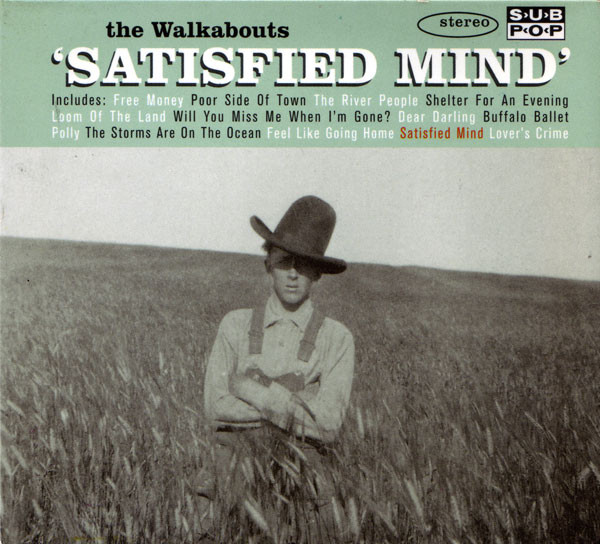 the Walkabouts
stereo
S·U·B
P·O·P
'SATISFIED MIND'
Includes: Free Money Poor Side Of Town The River People Shelter For An Evening
Loom Of The Land Will You Miss Me When I'm Gone? Dear Darling Buffalo Ballet
Polly The Storms Are On The Ocean Feel Like Going Home Satisfied Mind Lover's Crime